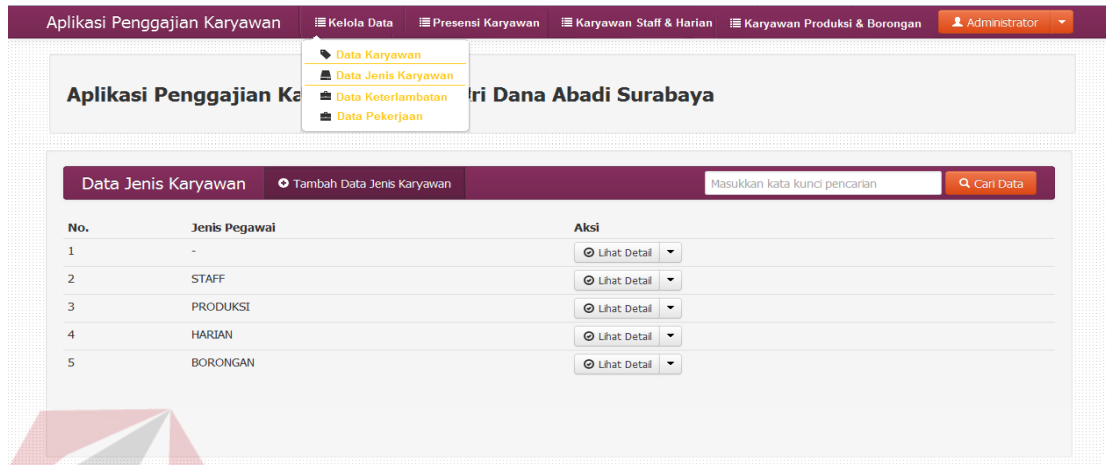 Aplikasi Penggajian Karyawan Kelola Data Presensi Karyawan Karyawan Staff & Harian Karyawan Produksi & Borongan Administrator
Data Karyawan
Data Jenis Karyawan
Data Keterlambatan
Data Pekerjaan
Aplikasi Penggajian Ka ri Dana Abadi Surabaya
Data Jenis Karyawan Tambah Data Jenis Karyawan Masukkan kata kunci pencarian Cari Data
No. Jenis Pegawai Aksi
1 - Lihat Detail
2 STAFF Lihat Detail
3 PRODUKSI Lihat Detail
4 HARIAN Lihat Detail
5 BORONGAN Lihat Detail